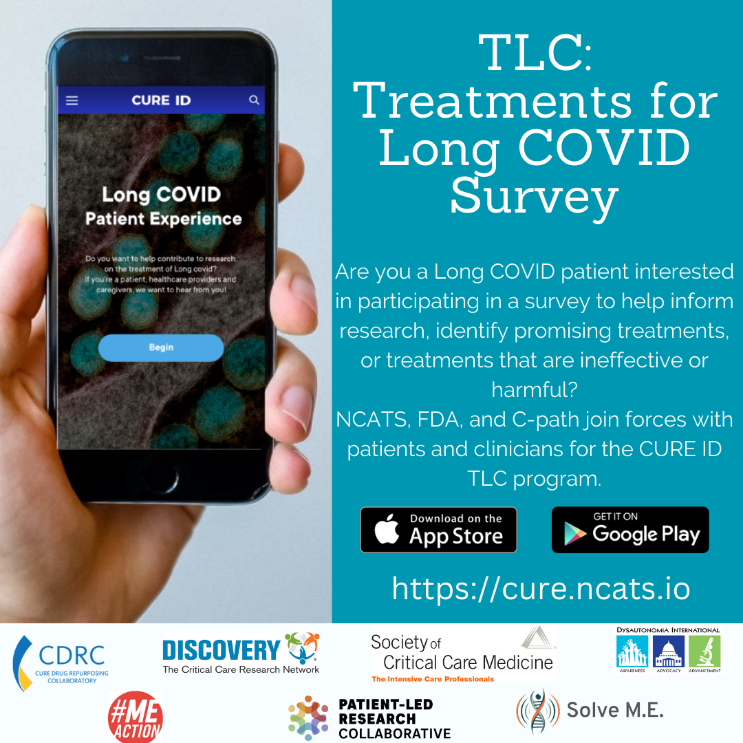 CURE ID
Long COVID
Patient Experience
Do you want to help contribute to research
on the treatment of Long covid?
If you're a patient, healthcare providers and
caregivers, we want to hear from you!
Begin
TLC:
Treatments for
Long COVID
Survey
Are you a Long COVID patient interested
in participating in a survey to help inform
research, identify promising treatments,
or treatments that are ineffective or
harmful?
NCATS, FDA, and C-path join forces with
patients and clinicians for the CURE ID
TLC program.
Download on the
App Store
GET IT ON
Google Play
https://cure.ncats.io
CDRC
CURE DRUG REPURPOSING
COLLABORATORY
DISCOVERY
The Critical Care Research Network
Society of
Critical Care Medicine
The Intensive Care Professionals
DYSAUTONOMIA INTERNATIONAL
AWARENESS ADVOCACY ADVANCEMENT
#ME
ACTION
PATIENT-LED
RESEARCH
COLLABORATIVE
Solve M.E.